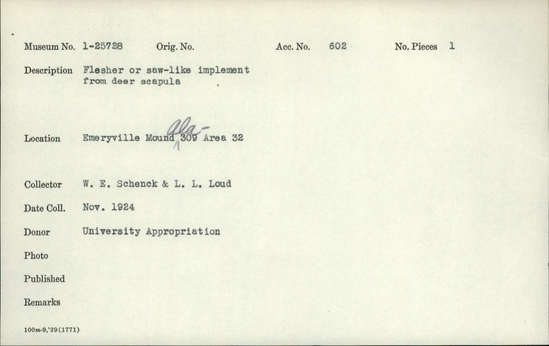 Museum No. 1-25728 Orig. No. Acc. No. 602 No. Pieces 1
Description Flesher or saw-like implement
from deer scapula
Location Emeryville Mound Ala- 309 Area 32
Collector W. E. Schenck & L. L. Loud
Date Coll. Nov. 1924
Donor University Appropriation
Photo
Published
Remarks
100m-9,'29(1771)